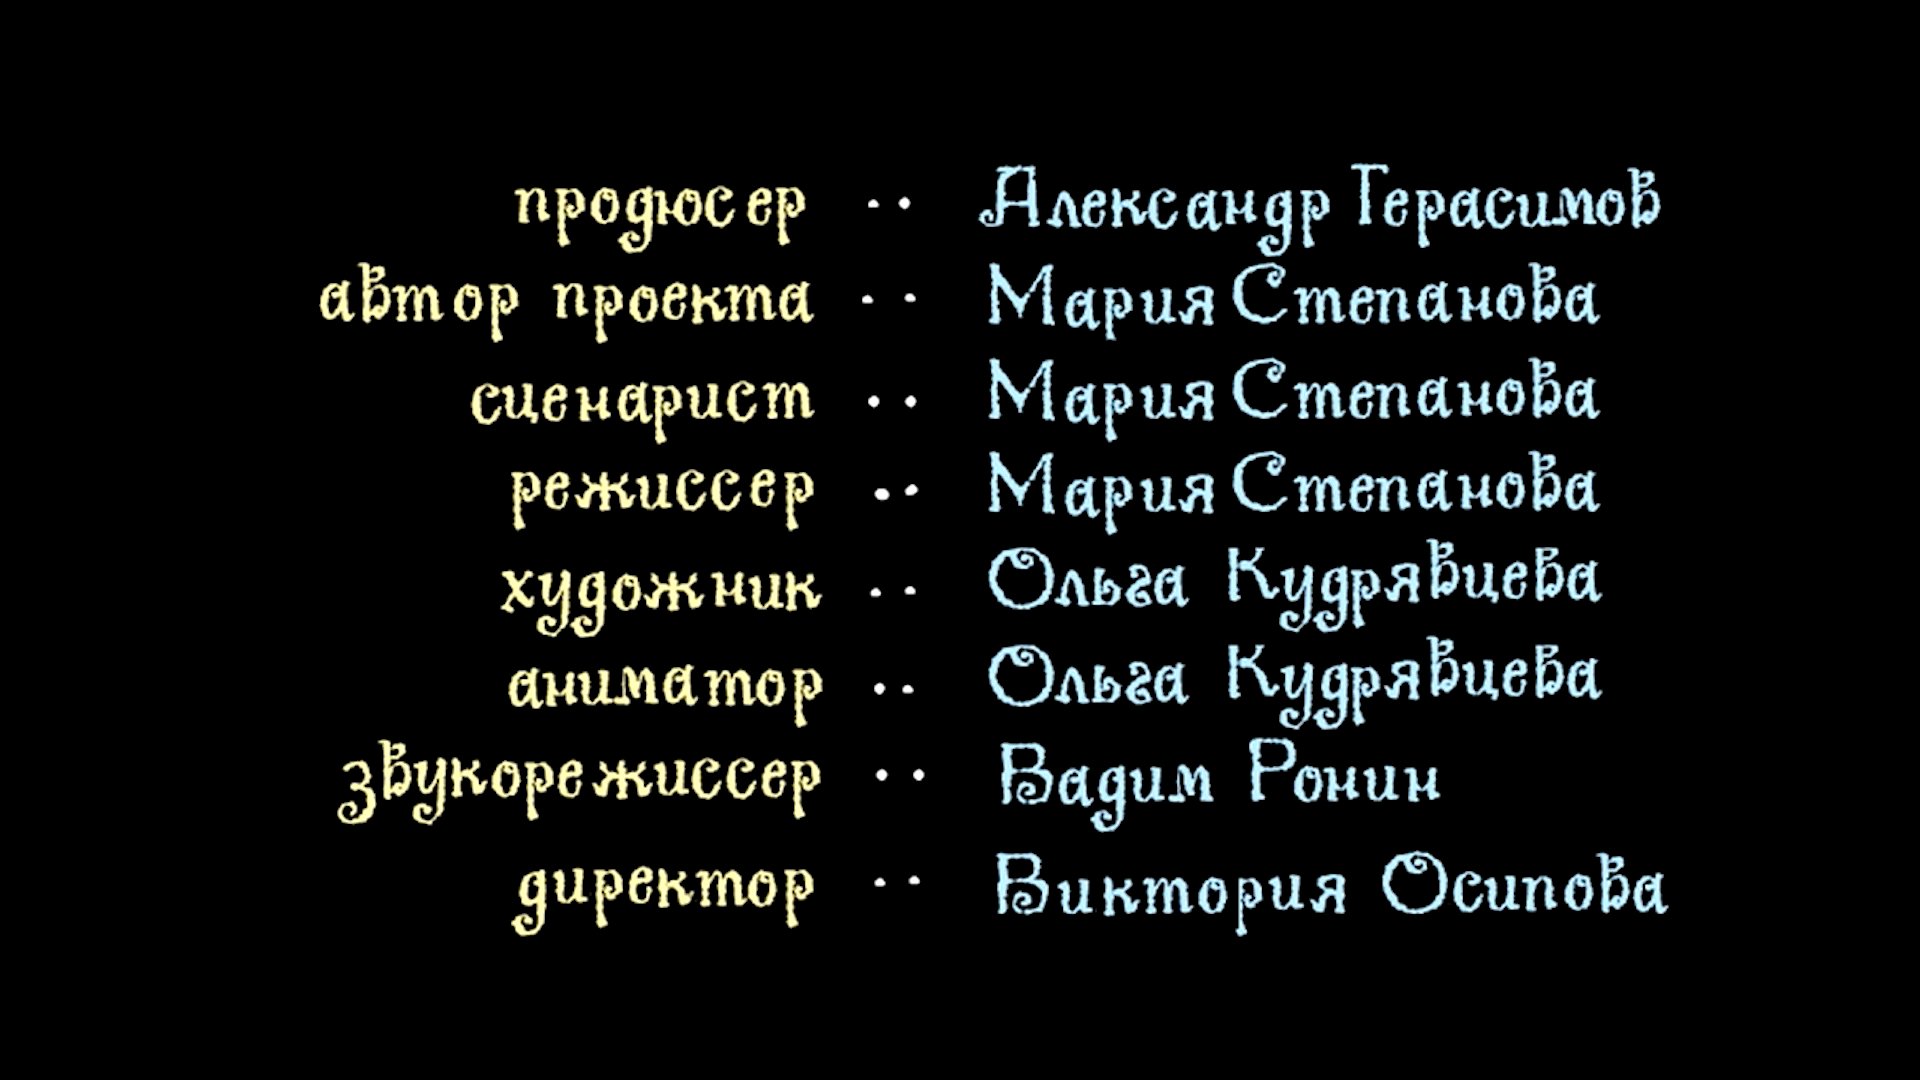 продюсер .. Александр Герасимов
автор проекта .. Мария Степанова
сценарист .. Мария Степанова
режиссер .. Мария Степанова
художник .. Ольга Кудрявцева
аниматор .. Ольга Кудрявцева
звукорежиссер .. Вадим Ронин
директор .. Виктория Осипова